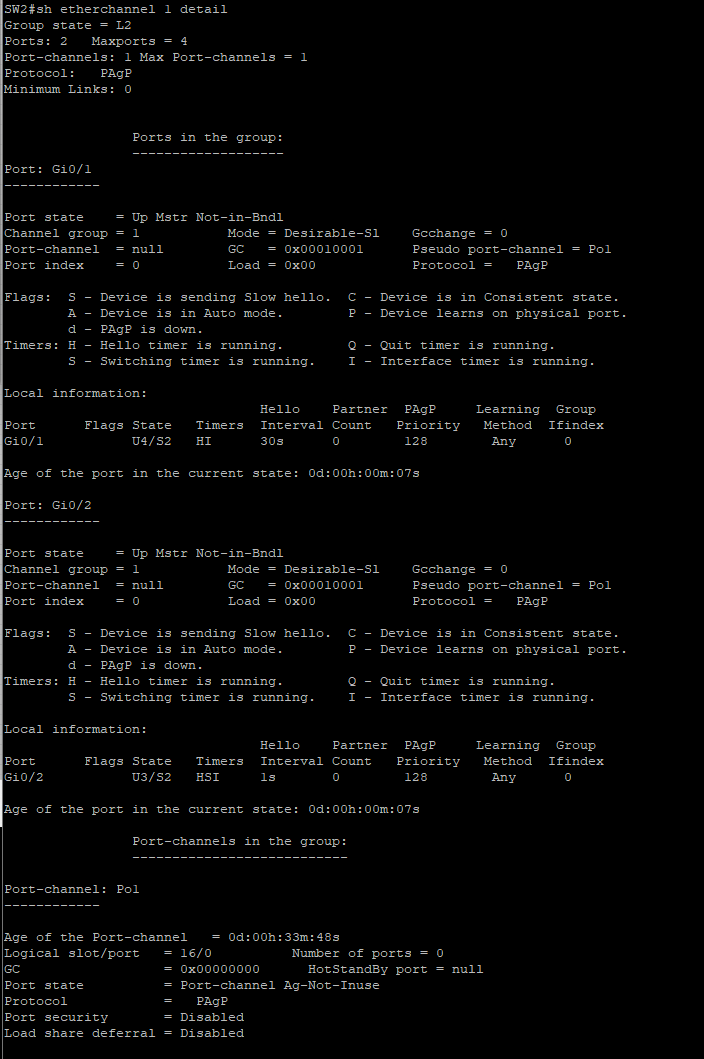 SW2#sh etherchannel 1 detail
Group state = L2
Ports: 2   Maxports = 4
Port-channels: 1 Max Port-channels = 1
Protocol:   PAgP
Minimum Links: 0
Ports in the group:
-------------------
Port: Gi0/1
------------
Port state    = Up Mstr Not-in-Bndl
Channel group = 1           Mode = Desirable-Sl    Gcchange = 0
Port-channel  = null        GC   = 0x00010001      Pseudo port-channel = Po1
Port index    = 0           Load = 0x00            Protocol =   PAgP
Flags:  S - Device is sending Slow hello.  C - Device is in Consistent state.
        A - Device is in Auto mode.        P - Device learns on physical port.
        d - PAgP is down.
Timers: H - Hello timer is running.        Q - Quit timer is running.
        S - Switching timer is running.    I - Interface timer is running.
Local information:
                                Hello    Partner  PAgP     Learning  Group
Port      Flags State   Timers  Interval Count   Priority   Method  Ifindex
Gi0/1           U4/S2   HI      30s      0        128        Any      0
Age of the port in the current state: 0d:00h:00m:07s
Port: Gi0/2
------------
Port state    = Up Mstr Not-in-Bndl
Channel group = 1           Mode = Desirable-Sl    Gcchange = 0
Port-channel  = null        GC   = 0x00010001      Pseudo port-channel = Po1
Port index    = 0           Load = 0x00            Protocol =   PAgP
Flags:  S - Device is sending Slow hello.  C - Device is in Consistent state.
        A - Device is in Auto mode.        P - Device learns on physical port.
        d - PAgP is down.
Timers: H - Hello timer is running.        Q - Quit timer is running.
        S - Switching timer is running.    I - Interface timer is running.
Local information:
                                Hello    Partner  PAgP     Learning  Group
Port      Flags State   Timers  Interval Count   Priority   Method  Ifindex
Gi0/2           U3/S2   HSI     1s       0        128        Any      0
Age of the port in the current state: 0d:00h:00m:07s
Port-channels in the group:
---------------------------
Port-channel: Po1
------------
Age of the Port-channel   = 0d:00h:33m:48s
Logical slot/port   = 16/0          Number of ports = 0
GC                  = 0x00000000      HotStandBy port = null
Port state          = Port-channel Ag-Not-Inuse
Protocol            =   PAgP
Port security       = Disabled
Load share deferral = Disabled